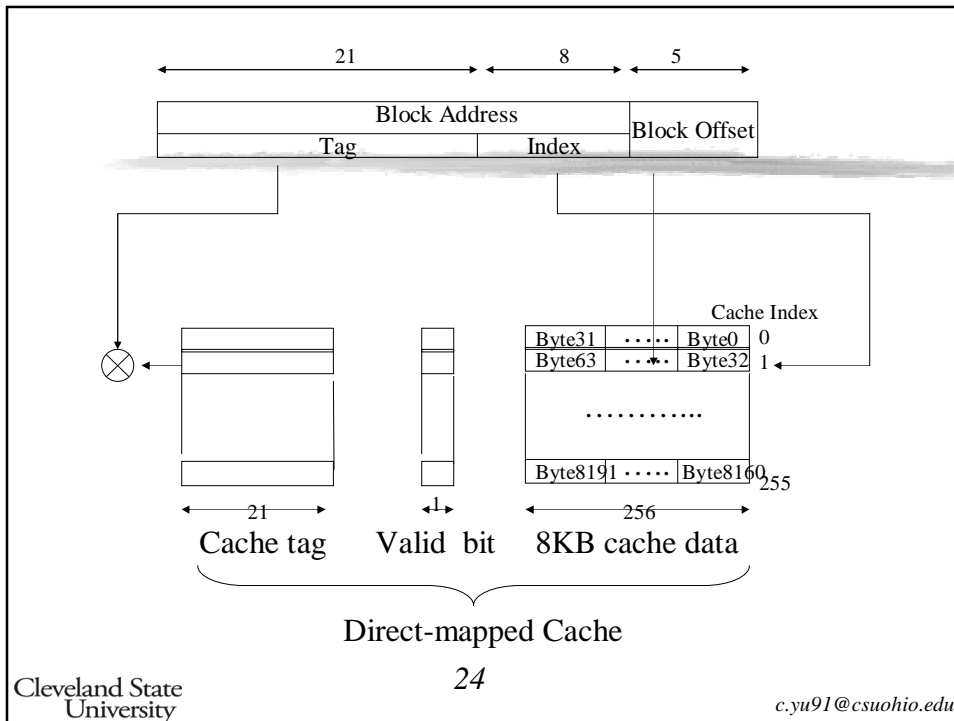 21 8 5
Block Address
Block Offset
Tag Index
Cache Index
Byte31 ..... Byte0 0
Byte63 ..... Byte32 1
............
Byte8191 ..... Byte8160 255
21 1 256
Cache tag Valid bit 8KB cache data
Direct-mapped Cache
24
Cleveland State
University
c.yu91@csuohio.edu